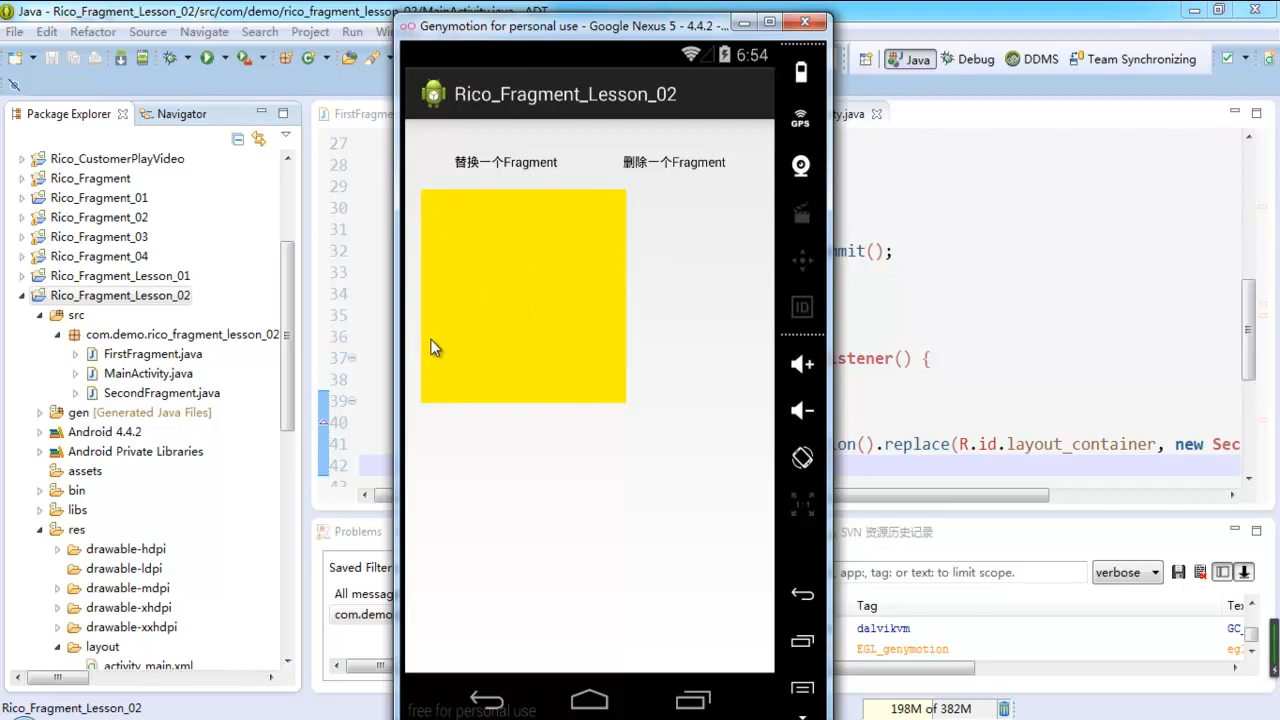 Java - Rico_Fragment_Lesson_02/src/com/demo/rico_fragment_lesson_02/MainActivity.java - ADT
Genymotion for personal use - Google Nexus 5 - 4.4.2 -...
File Edit Source Navigate Search Project Run
Java Debug DDMS Team Synchronizing
6:54
Rico_Fragment_Lesson_02
Package Explorer Navigator
替换一个Fragment 删除一个Fragment
Rico_CustomerPlayVideo
Rico_Fragment
Rico_Fragment_01
Rico_Fragment_02
Rico_Fragment_03
Rico_Fragment_04
Rico_Fragment_Lesson_01
Rico_Fragment_Lesson_02
src
com.demo.rico_fragment_lesson_02
FirstFragment.java
MainActivity.java
SecondFragment.java
gen [Generated Java Files]
Android 4.4.2
Android Private Libraries
assets
bin
libs
res
drawable-hdpi
drawable-ldpi
drawable-mdpi
drawable-xhdpi
drawable-xxhdpi
layout
activity_main.xml
Rico_Fragment_Lesson_02
FirstFragme
ty.java
27
28
29
30
31
32
33
34
35
36
37
38
39
40
41
42
mmit();
istener() {
ion().replace(R.id.layout_container, new Sec
GPS
ID
1:1
Problems
SVN 资源历史记录
Saved Filter
All messag
com.demo
app:, tag: or text to limit scope.
verbose
Tag
dalvikvm GC
EGL_genymotion eg
free for personal use
198M of 382M